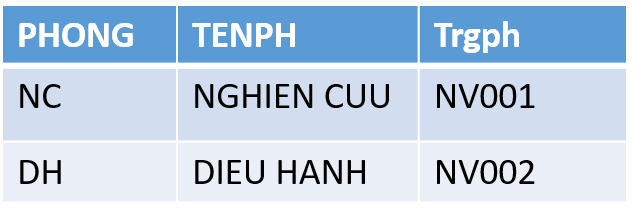 PHONG TENPH Trgph
NC NGHIEN CUU NV001
DH DIEU HANH NV002